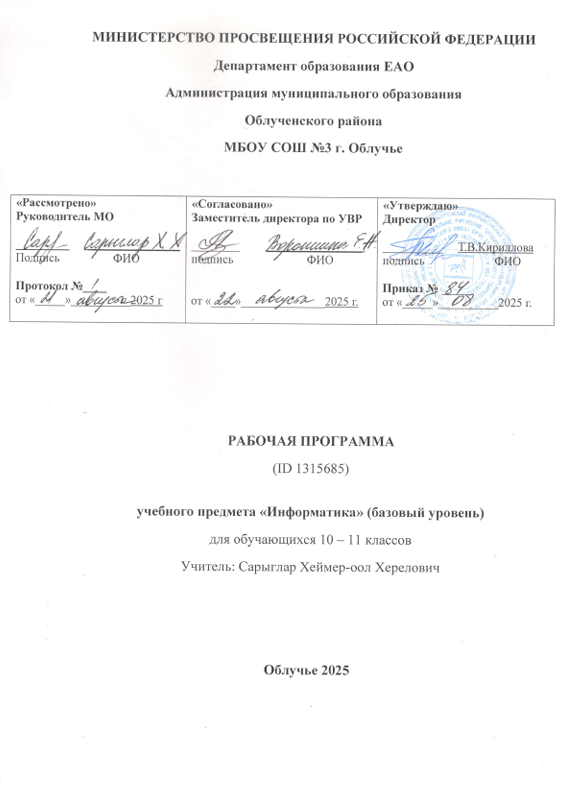 МИНИСТЕРСТВО ПРОСВЕЩЕНИЯ РОССИЙСКОЙ ФЕДЕРАЦИИ
Департамент образования ЕАО
Администрация муниципального образования
Облученского района
МБОУ СОШ №3 г. Облучье
«Рассмотрено»
Руководитель МО
Сарыглар Х Х
Подпись ФИО
Протокол № 1
от « 21 » августа 2025 г
«Согласовано»
Заместитель директора по УВР
Воронина Е.Н.
подпись ФИО
от « 22 » августа 2025 г.
«Утверждаю»
Директор
Т.В.Кириллова
подпись ФИО
Приказ № 84
от « 25 » 08 2025 г.
РАБОЧАЯ ПРОГРАММА
(ID 1315685)
учебного предмета «Информатика» (базовый уровень)
для обучающихся 10 – 11 классов
Учитель: Сарыглар Хеймер-оол Херелович
Облучье 2025